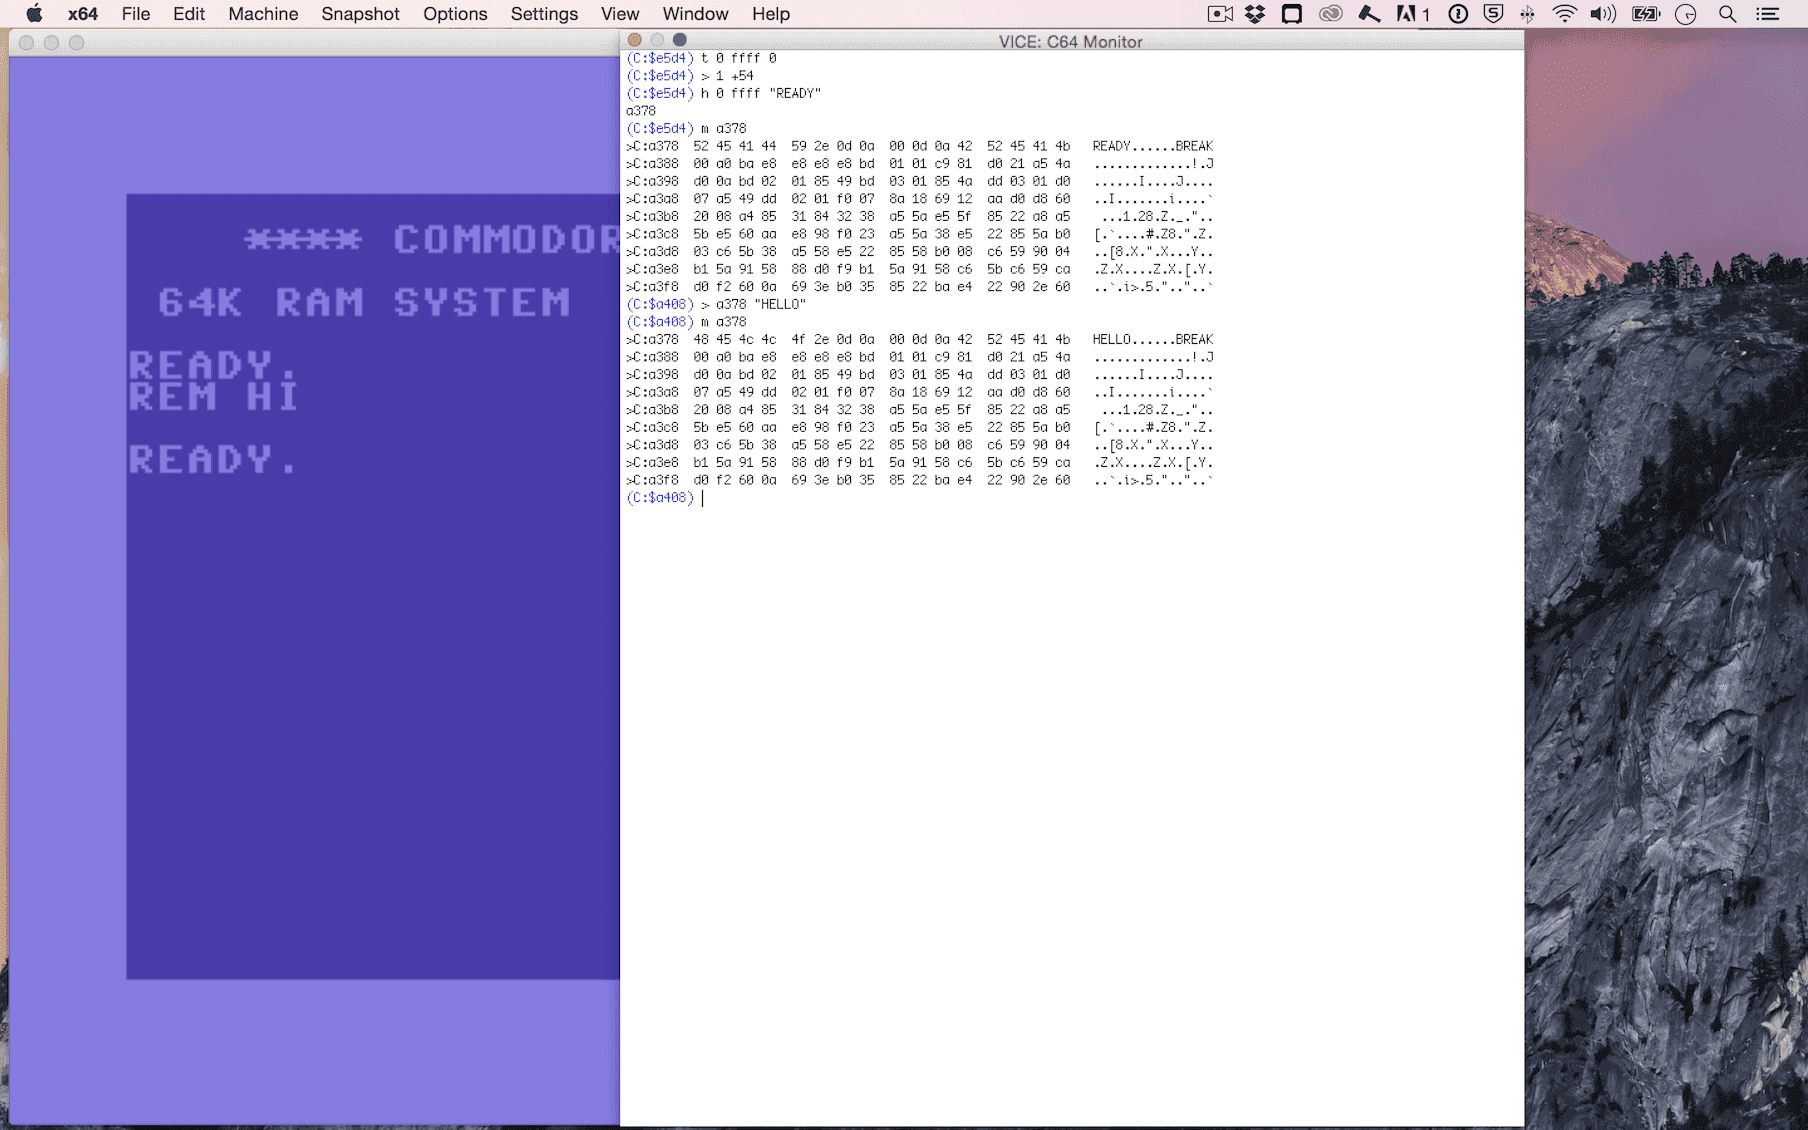 x64 File Edit Machine Snapshot Options Settings View Window Help 1
VICE: C64 Monitor
**** COMMODOR
64K RAM SYSTEM
READY.
REM HI
READY.
(C:$e5d4) t 0 ffff 0
(C:$e5d4) > 1 +54
(C:$e5d4) h 0 ffff "READY"
a378
(C:$e5d4) m a378
>C:a378  52 45 41 44  59 2e 0d 0a  00 0d 0a 42  52 45 41 4b   READY......BREAK
>C:a388  00 a0 ba e8  e8 e8 e8 bd  01 01 c9 81  d0 21 a5 4a   .............!.J
>C:a398  d0 0a bd 02  01 85 49 bd  03 01 85 4a  dd 03 01 d0   ......I....J....
>C:a3a8  07 a5 49 dd  02 01 f0 07  8a 18 69 12  aa d0 d8 60   ..I.......i....`
>C:a3b8  20 08 a4 85  31 84 32 38  a5 5a e5 5f  85 22 a8 a5    ...1.28.Z._."..
>C:a3c8  5b e5 60 aa  e8 98 f0 23  a5 5a 38 e5  22 85 5a b0   [.`....#.Z8.".Z.
>C:a3d8  03 c6 5b 38  a5 58 e5 22  85 58 b0 08  c6 59 90 04   ..[8.X.".X...Y..
>C:a3e8  b1 5a 91 58  88 d0 f9 b1  5a 91 58 c6  5b c6 59 ca   .Z.X....Z.X.[.Y.
>C:a3f8  d0 f2 60 0a  69 3e b0 35  85 22 ba e4  22 90 2e 60   ..`.i>.5.".."..`
(C:$a408) > a378 "HELLO"
(C:$a408) m a378
>C:a378  48 45 4c 4c  4f 2e 0d 0a  00 0d 0a 42  52 45 41 4b   HELLO......BREAK
>C:a388  00 a0 ba e8  e8 e8 e8 bd  01 01 c9 81  d0 21 a5 4a   .............!.J
>C:a398  d0 0a bd 02  01 85 49 bd  03 01 85 4a  dd 03 01 d0   ......I....J....
>C:a3a8  07 a5 49 dd  02 01 f0 07  8a 18 69 12  aa d0 d8 60   ..I.......i....`
>C:a3b8  20 08 a4 85  31 84 32 38  a5 5a e5 5f  85 22 a8 a5    ...1.28.Z._."..
>C:a3c8  5b e5 60 aa  e8 98 f0 23  a5 5a 38 e5  22 85 5a b0   [.`....#.Z8.".Z.
>C:a3d8  03 c6 5b 38  a5 58 e5 22  85 58 b0 08  c6 59 90 04   ..[8.X.".X...Y..
>C:a3e8  b1 5a 91 58  88 d0 f9 b1  5a 91 58 c6  5b c6 59 ca   .Z.X....Z.X.[.Y.
>C:a3f8  d0 f2 60 0a  69 3e b0 35  85 22 ba e4  22 90 2e 60   ..`.i>.5.".."..`
(C:$a408)